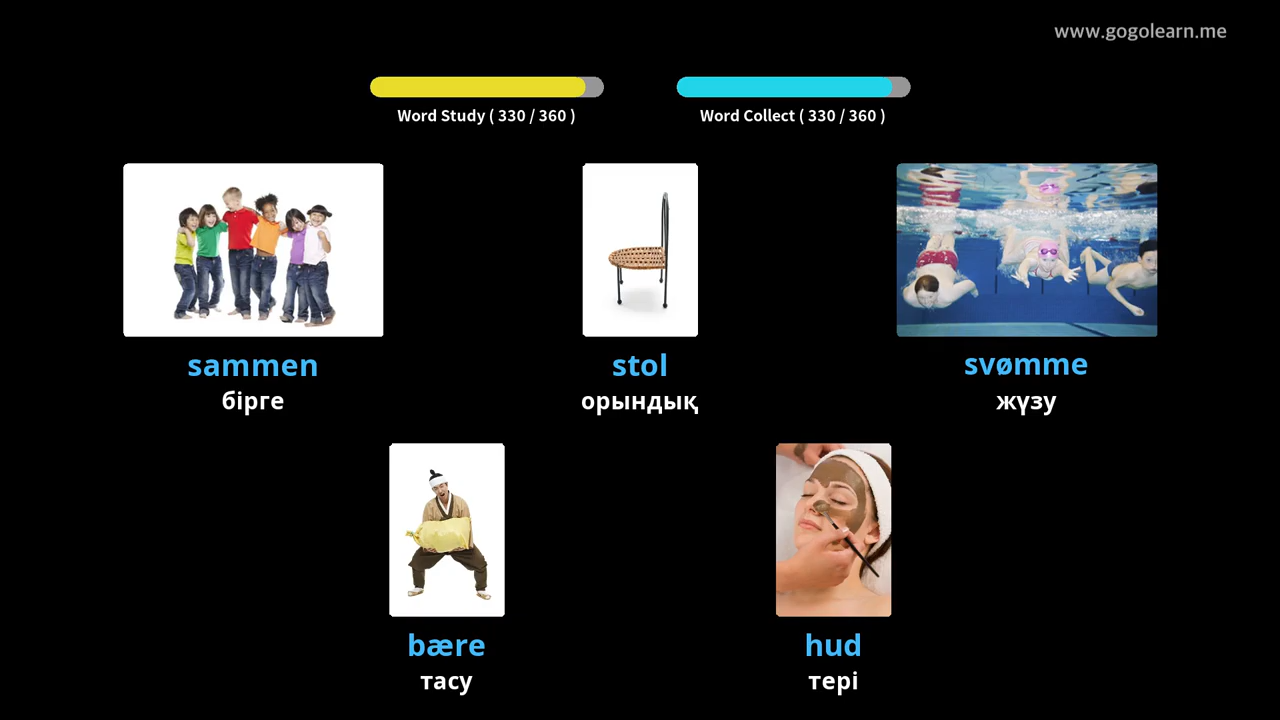 www.gogolearn.me
Word Study ( 330 / 360 )
Word Collect ( 330 / 360 )
sammen
бірге
stol
орындық
svømme
жүзу
bære
тасу
hud
тері